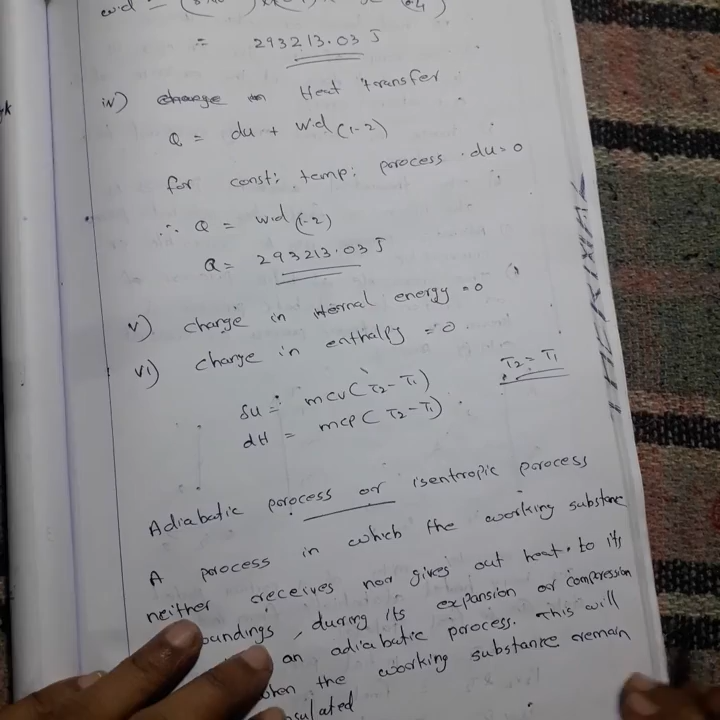 = 293213.03 J
iv) change in Heat transfer
Q = du + w.d (1-2)
for const: temp: process. du=0
∴ Q = w.d (1-2)
Q = 293213.03 J
v) change in internal energy = 0
vi) change in enthalpy = 0
T2 = T1
δu = mcv (T2 - T1)
dH = mcp (T2 - T1).
Adiabatic process or isentropic process
A process in which the working substance
neither receives nor gives out heat. to its
oundings, during its expansion or compression
an adiabatic process. This will
when the working substance remain
nsulated